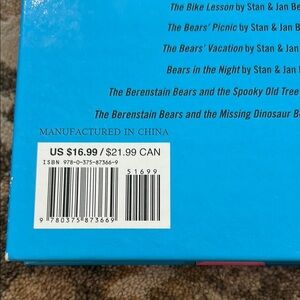 The Bike Lesson by Stan & Jan Be
The Bears' Picnic by Stan & Jan B
The Bears' Vacation by Stan & Jan
Bears in the Night by Stan & Jan
The Berenstain Bears and the Spooky Old Tree
The Berenstain Bears and the Missing Dinosaur B
MANUFACTURED IN CHINA
US $16.99 / $21.99 CAN
ISBN 978-0-375-87366-9
51699
9 780375 873669